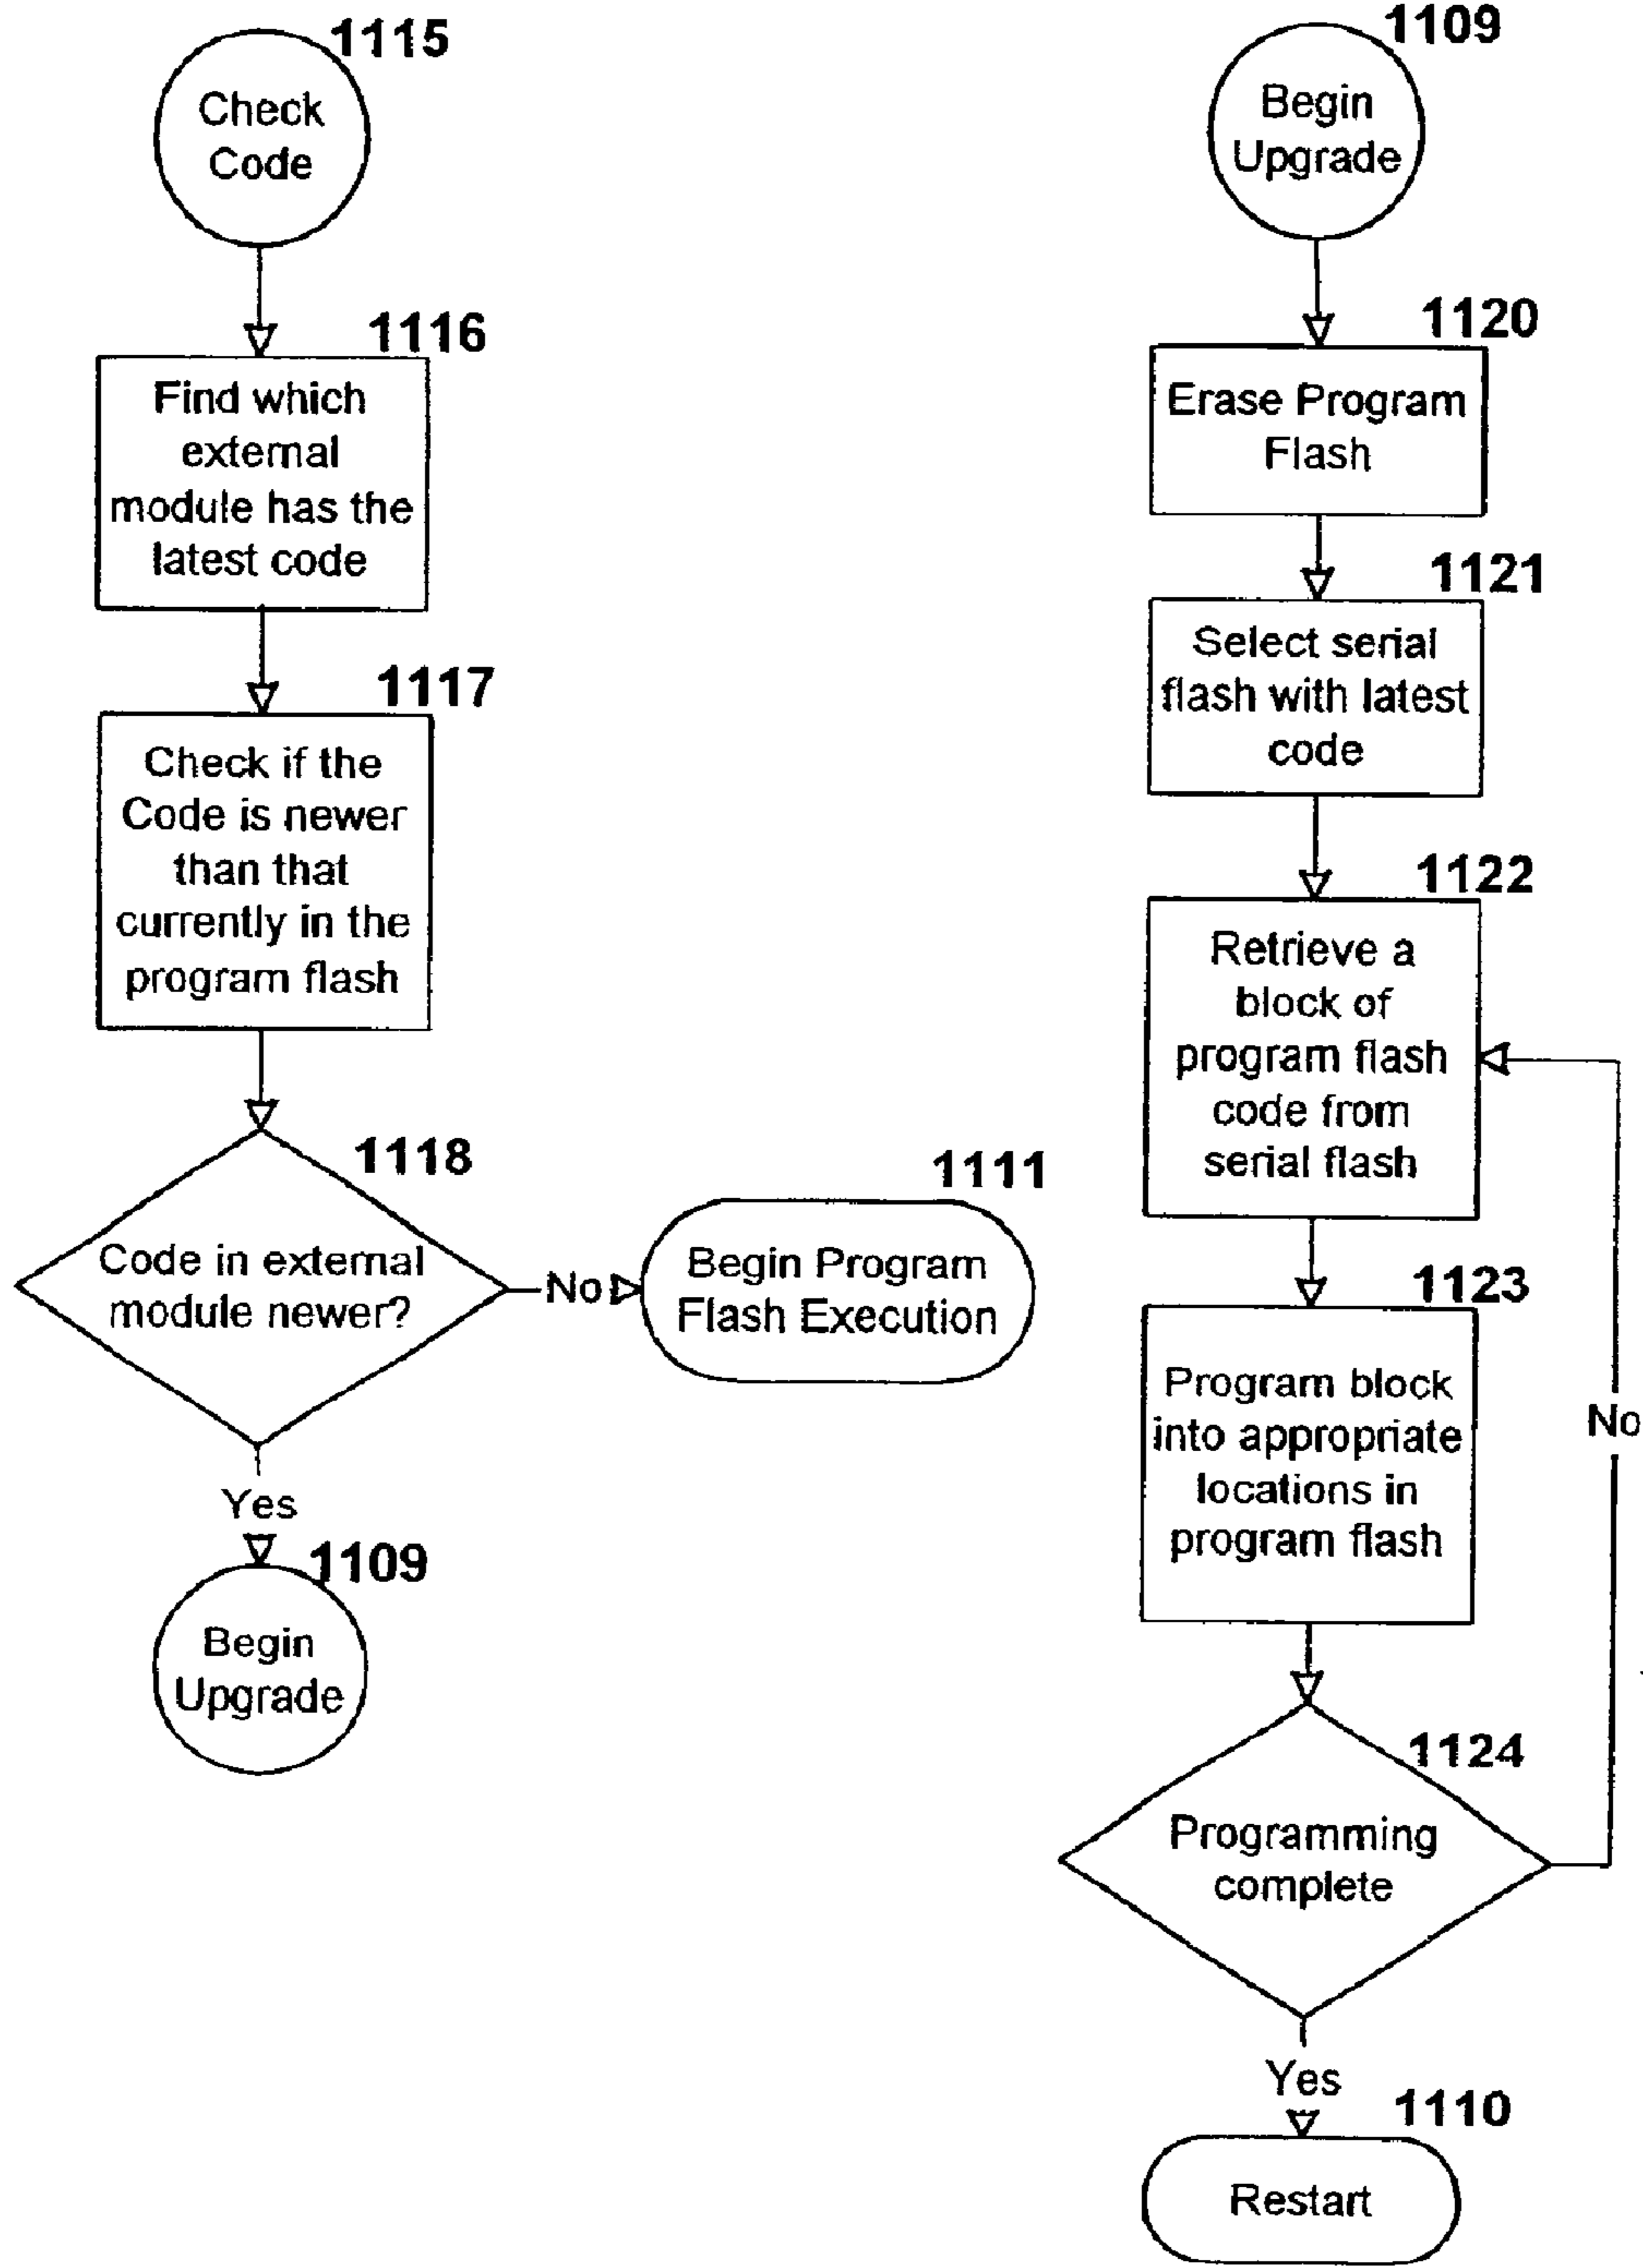 1115
Check
Code
1116
Find which
external
module has the
latest code
1117
Check if the
Code is newer
than that
currently in the
program flash
1118
Code in external
module newer?
No
1111
Begin Program
Flash Execution
Yes
1109
Begin
Upgrade
1109
Begin
Upgrade
1120
Erase Program
Flash
1121
Select serial
flash with latest
code
1122
Retrieve a
block of
program flash
code from
serial flash
1123
Program block
into appropriate
locations in
program flash
No
1124
Programming
complete
Yes
1110
Restart